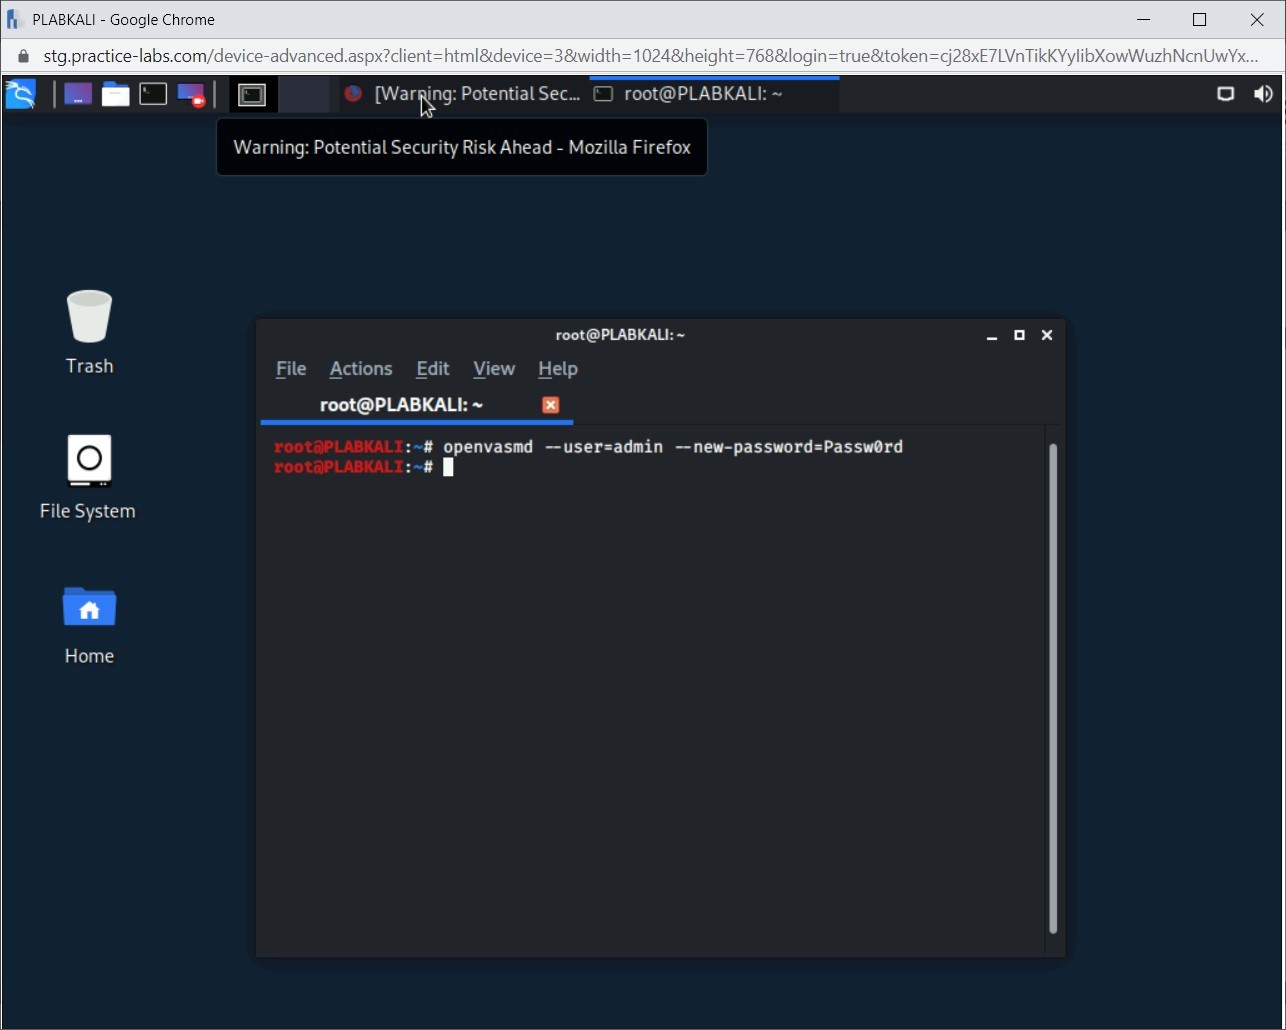 PLABKALI - Google Chrome
stg.practice-labs.com/device-advanced.aspx?client=html&device=3&width=1024&height=768&login=true&token=cj28xE7LVnTikKYyIibXowWuzhNcnUwYx...
[Warning: Potential Sec... root@PLABKALI: ~
Warning: Potential Security Risk Ahead - Mozilla Firefox
Trash
File System
Home
root@PLABKALI: ~
File Actions Edit View Help
root@PLABKALI: ~
root@PLABKALI:~# openvasmd --user=admin --new-password=Passw0rd
root@PLABKALI:~#